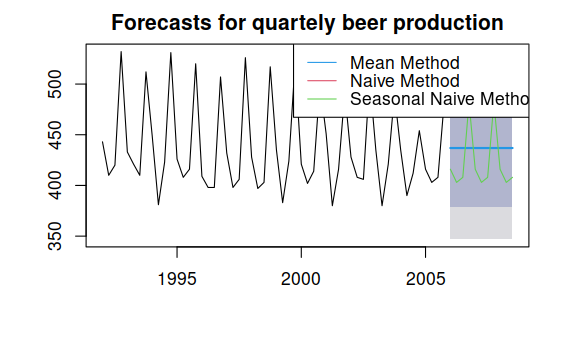 Forecasts for quartely beer production
Mean Method
Naive Method
Seasonal Naive Metho
500
450
400
350
1995 2000 2005